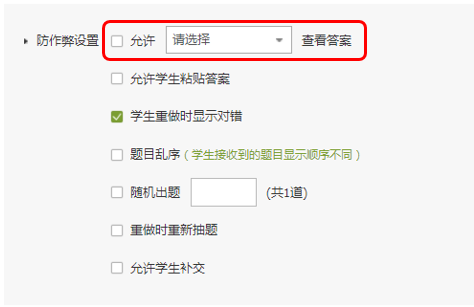 防作弊设置 允许 请选择 查看答案
允许学生粘贴答案
学生重做时显示对错
题目乱序（学生接收到的题目显示顺序不同）
随机出题 (共1道)
重做时重新抽题
允许学生补交